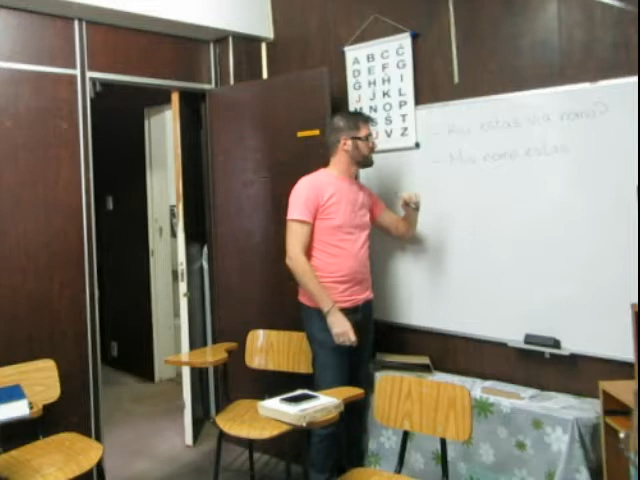 A B C Ĉ
D E F G
Ĝ H Ĥ I
J Ĵ K L
M N O P
S Ŝ T
V Z
- Kiu estas via nomo?
- Mia nomo estas